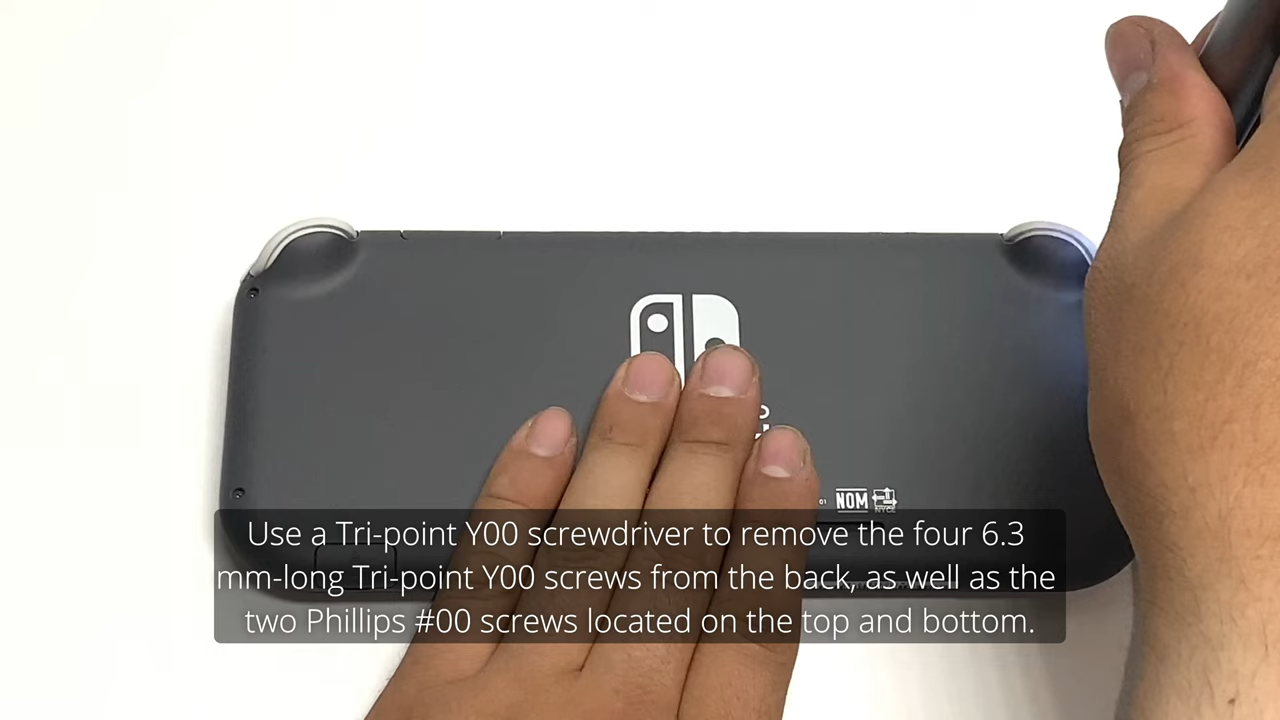 NOM
NYCE
Use a Tri-point Y00 screwdriver to remove the four 6.3
mm-long Tri-point Y00 screws from the back, as well as the
two Phillips #00 screws located on the top and bottom.